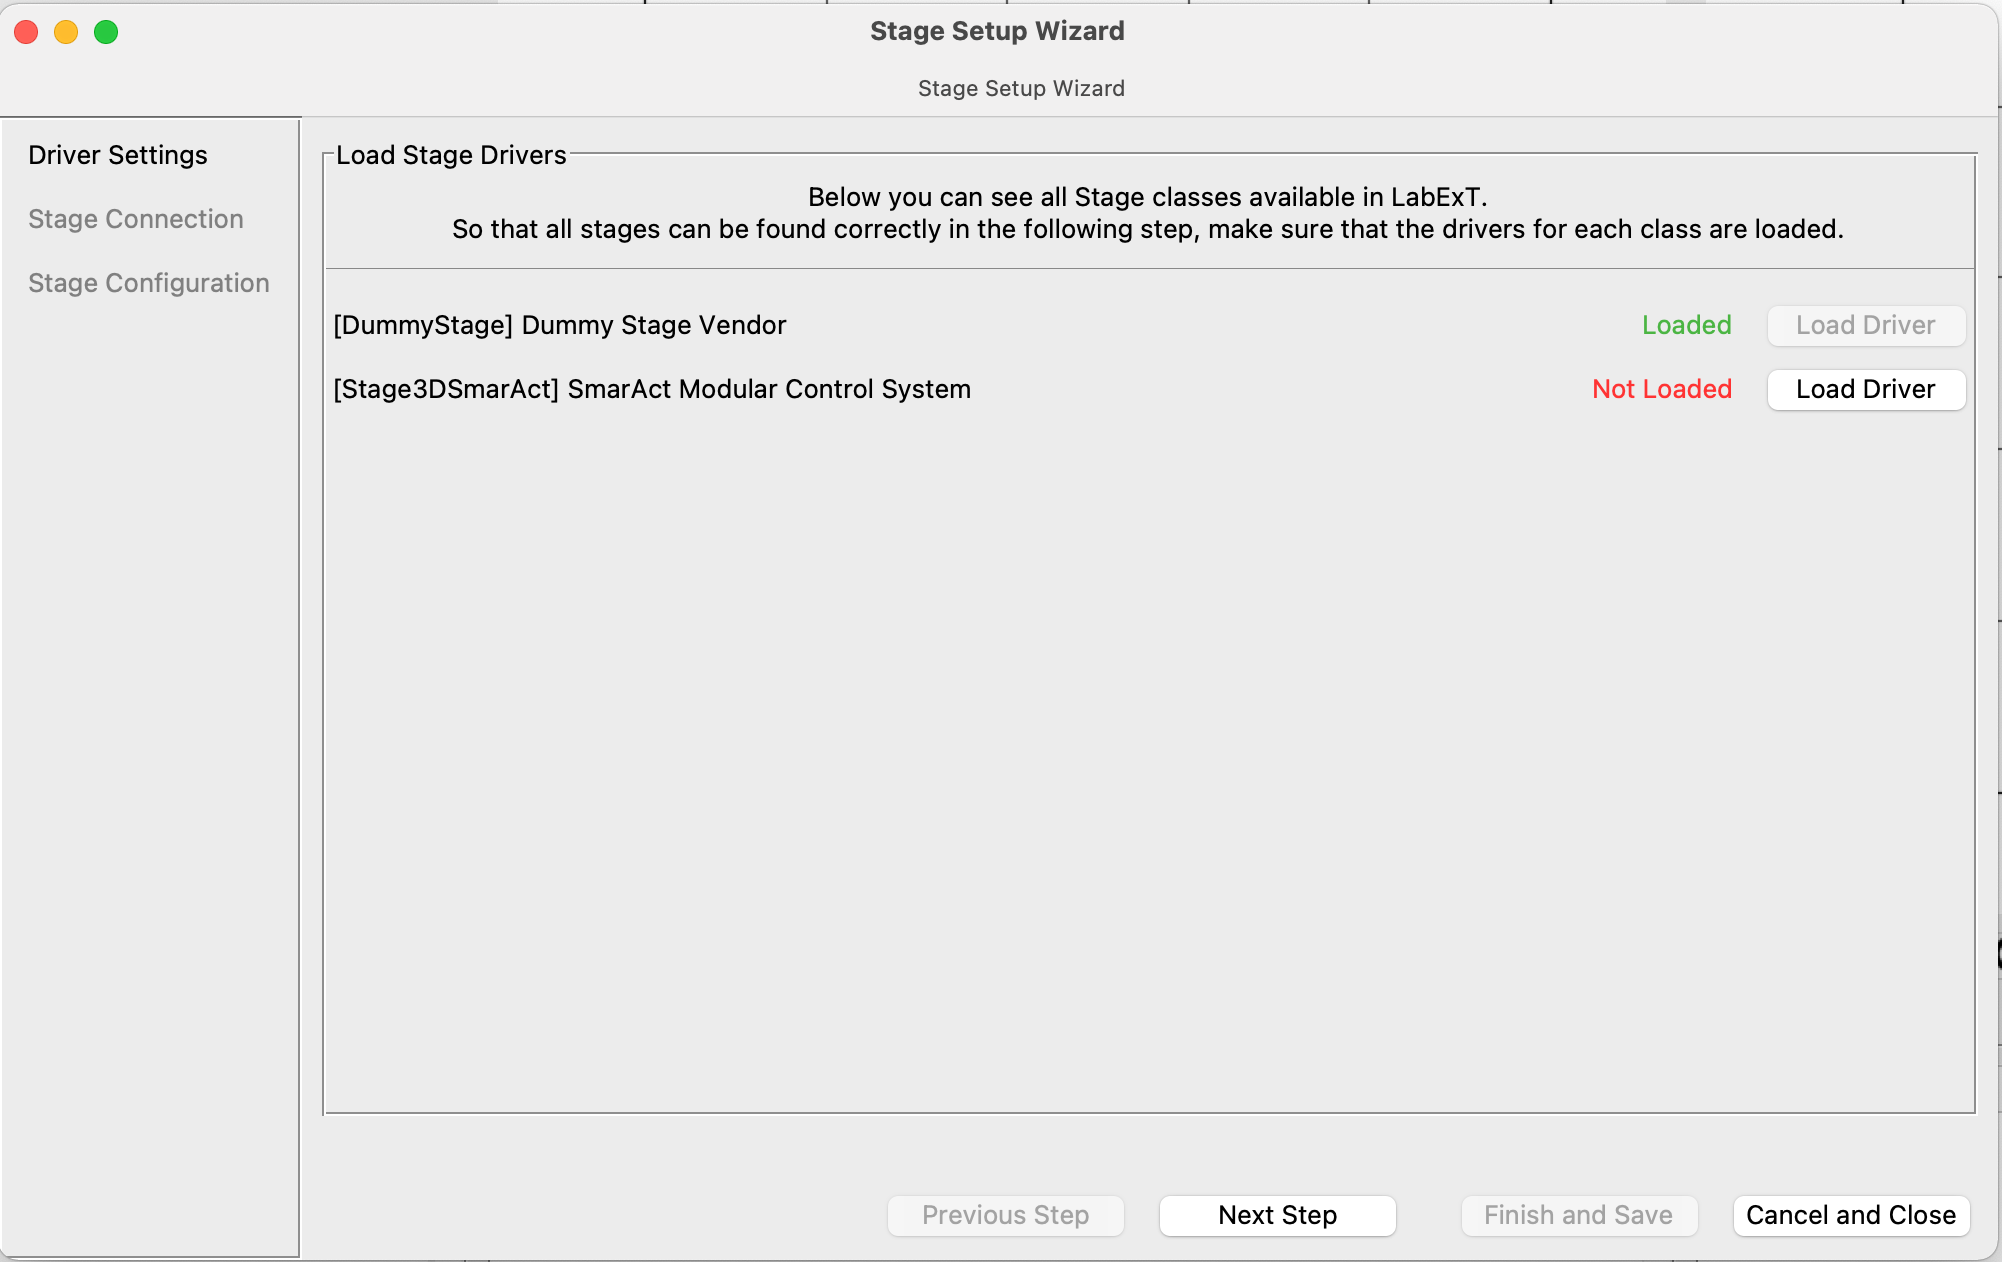 Stage Setup Wizard
Stage Setup Wizard
Driver Settings
Stage Connection
Stage Configuration
Load Stage Drivers
Below you can see all Stage classes available in LabExT.
So that all stages can be found correctly in the following step, make sure that the drivers for each class are loaded.
[DummyStage] Dummy Stage Vendor Loaded Load Driver
[Stage3DSmarAct] SmarAct Modular Control System Not Loaded Load Driver
Previous Step Next Step Finish and Save Cancel and Close